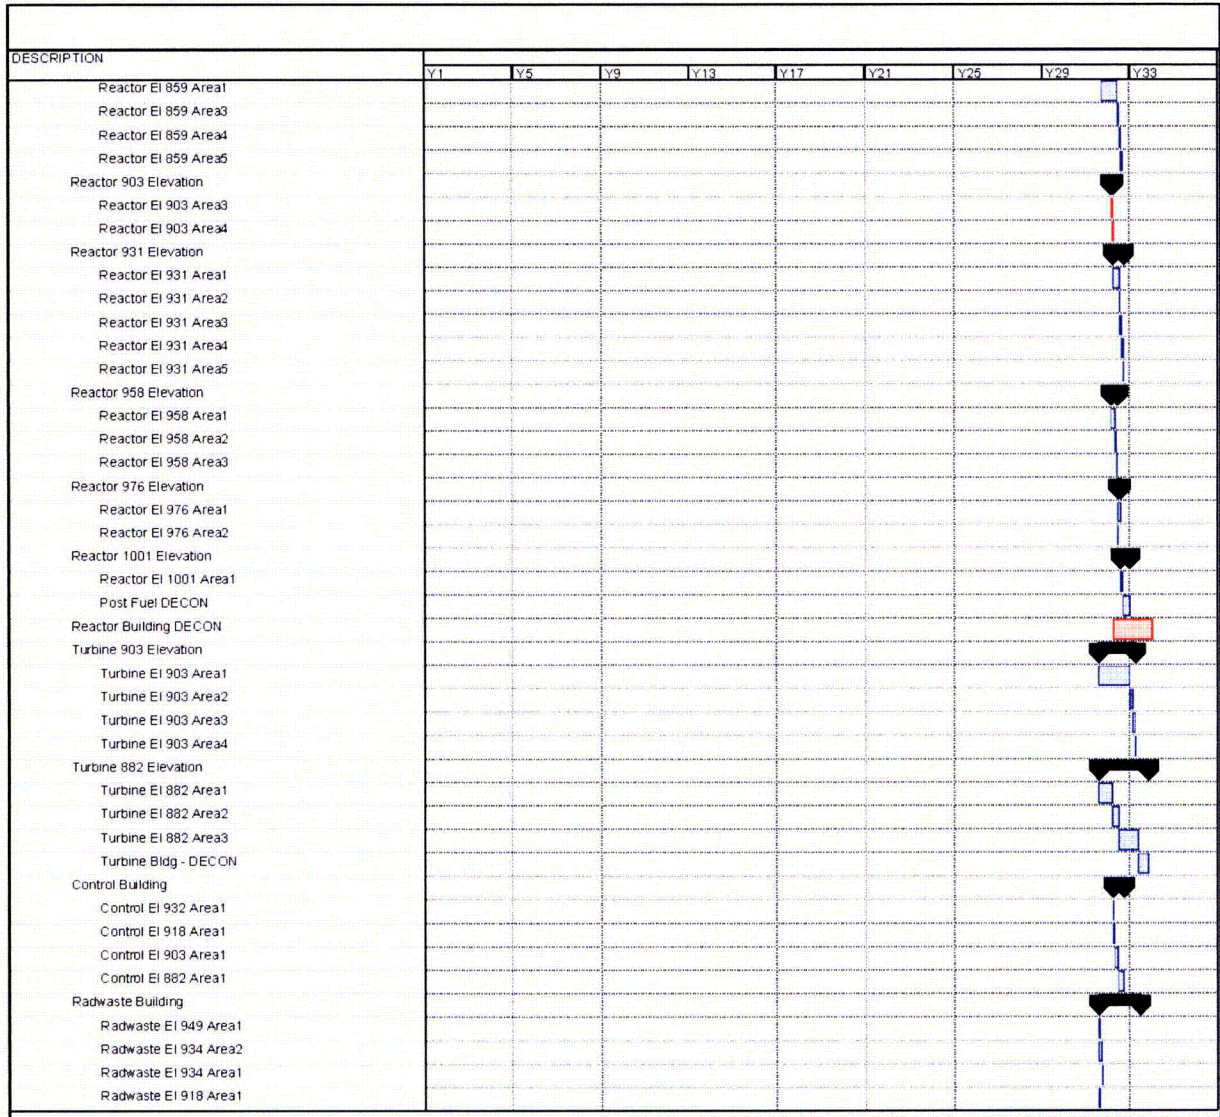 DESCRIPTION
Y1 Y5 Y9 Y13 Y17 Y21 Y25 Y29 Y33
Reactor El 859 Area1
Reactor El 859 Area3
Reactor El 859 Area4
Reactor El 859 Area5
Reactor 903 Elevation
Reactor El 903 Area3
Reactor El 903 Area4
Reactor 931 Elevation
Reactor El 931 Area1
Reactor El 931 Area2
Reactor El 931 Area3
Reactor El 931 Area4
Reactor El 931 Area5
Reactor 958 Elevation
Reactor El 958 Area1
Reactor El 958 Area2
Reactor El 958 Area3
Reactor 976 Elevation
Reactor El 976 Area1
Reactor El 976 Area2
Reactor 1001 Elevation
Reactor El 1001 Area1
Post Fuel DECON
Reactor Building DECON
Turbine 903 Elevation
Turbine El 903 Area1
Turbine El 903 Area2
Turbine El 903 Area3
Turbine El 903 Area4
Turbine 882 Elevation
Turbine El 882 Area1
Turbine El 882 Area2
Turbine El 882 Area3
Turbine Bldg - DECON
Control Building
Control El 932 Area1
Control El 918 Area1
Control El 903 Area1
Control El 882 Area1
Radwaste Building
Radwaste El 949 Area1
Radwaste El 934 Area2
Radwaste El 934 Area1
Radwaste El 918 Area1